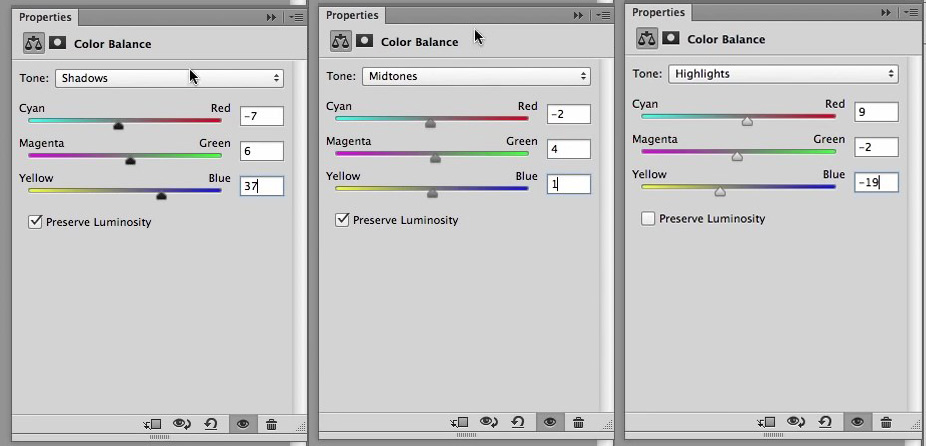 Properties
Color Balance
Tone: Shadows
Cyan Red -7
Magenta Green 6
Yellow Blue 37
Preserve Luminosity
Properties
Color Balance
Tone: Midtones
Cyan Red -2
Magenta Green 4
Yellow Blue 1
Preserve Luminosity
Properties
Color Balance
Tone: Highlights
Cyan Red 9
Magenta Green -2
Yellow Blue -19
Preserve Luminosity